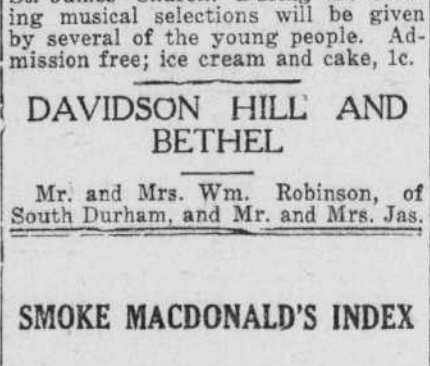 ing musical selections will be given
by several of the young people. Ad-
mission free; ice cream and cake, 1c.
DAVIDSON HILL AND
BETHEL
Mr. and Mrs. Wm. Robinson, of
South Durham, and Mr. and Mrs. Jas.
SMOKE MACDONALD'S INDEX